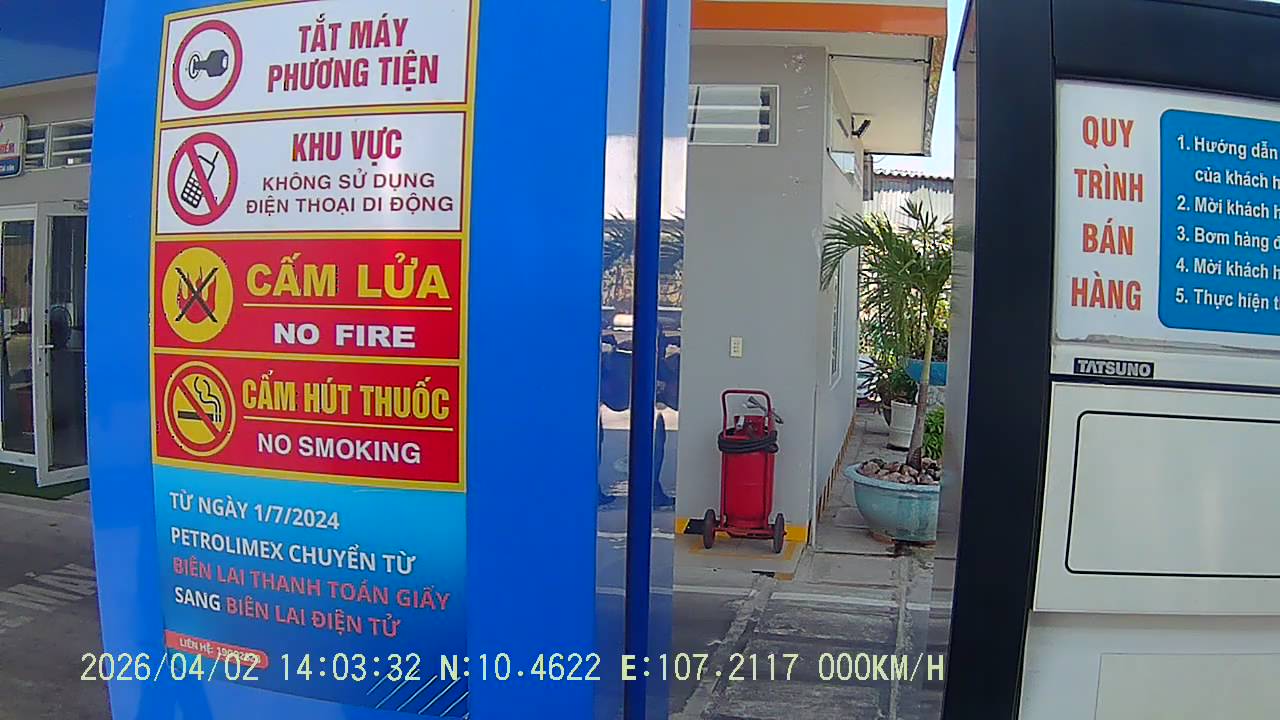 TẮT MÁY
PHƯƠNG TIỆN
KHU VỰC
KHÔNG SỬ DỤNG
ĐIỆN THOẠI DI ĐỘNG
CẤM LỬA
NO FIRE
CẤM HÚT THUỐC
NO SMOKING
TỪ NGÀY 1/7/2024
PETROLIMEX CHUYỂN TỪ
BIÊN LAI THANH TOÁN GIẤY
SANG BIÊN LAI ĐIỆN TỬ
LIÊN HỆ:
QUY
TRÌNH
BÁN
HÀNG
1. Hướng dẫn
của khách
2. Mời khách
3. Bơm hàng
4. Mời khách
5. Thực hiện
TATSUNO
2026/04/02 14:03:32 N:10.4622 E:107.2117 000KM/H